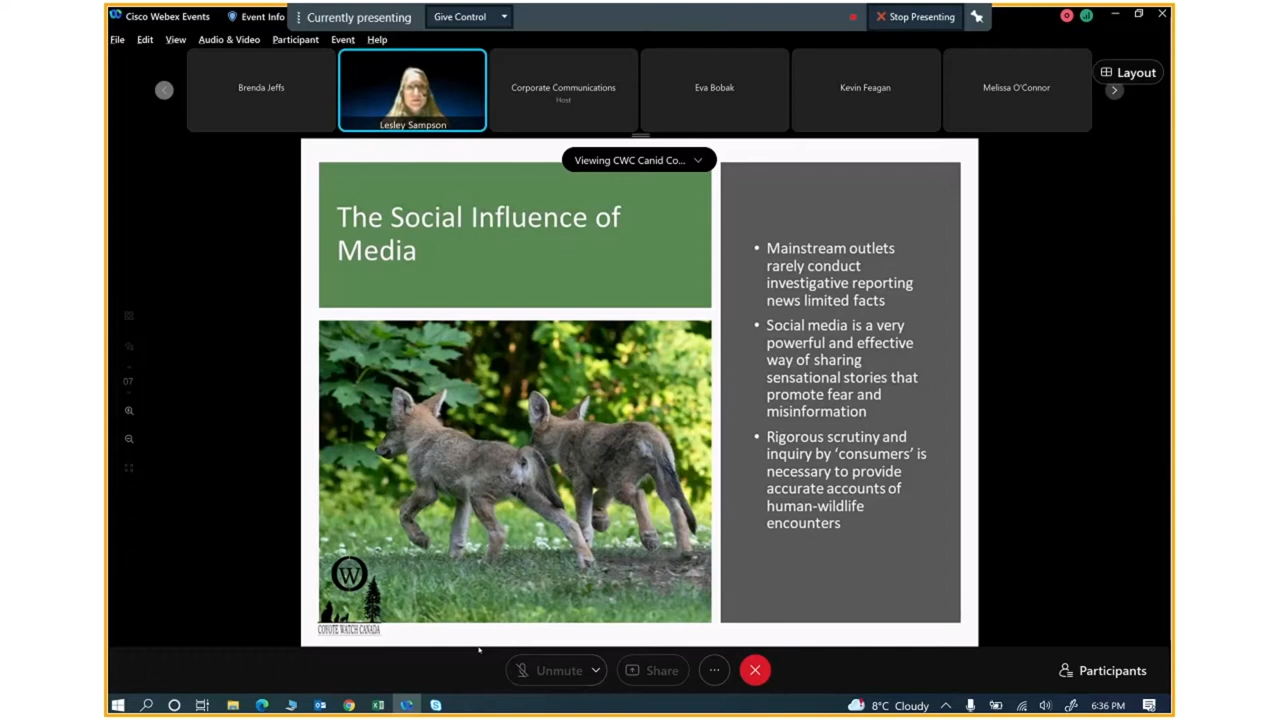 Cisco Webex Events
Event Info
Currently presenting
Give Control
Stop Presenting
File Edit View Audio & Video Participant Event Help
Brenda Jeffs
Lesley Sampson
Corporate Communications
Host
Eva Bobak
Kevin Feagan
Melissa O'Connor
Layout
Viewing CWC Canid Co...
The Social Influence of
Media
• Mainstream outlets
rarely conduct
investigative reporting
news limited facts
• Social media is a very
powerful and effective
way of sharing
sensational stories that
promote fear and
misinformation
• Rigorous scrutiny and
inquiry by ‘consumers’ is
necessary to provide
accurate accounts of
human-wildlife
encounters
07
W
COYOTE WATCH CANADA
Unmute
Share
Participants
8°C Cloudy
6:36 PM